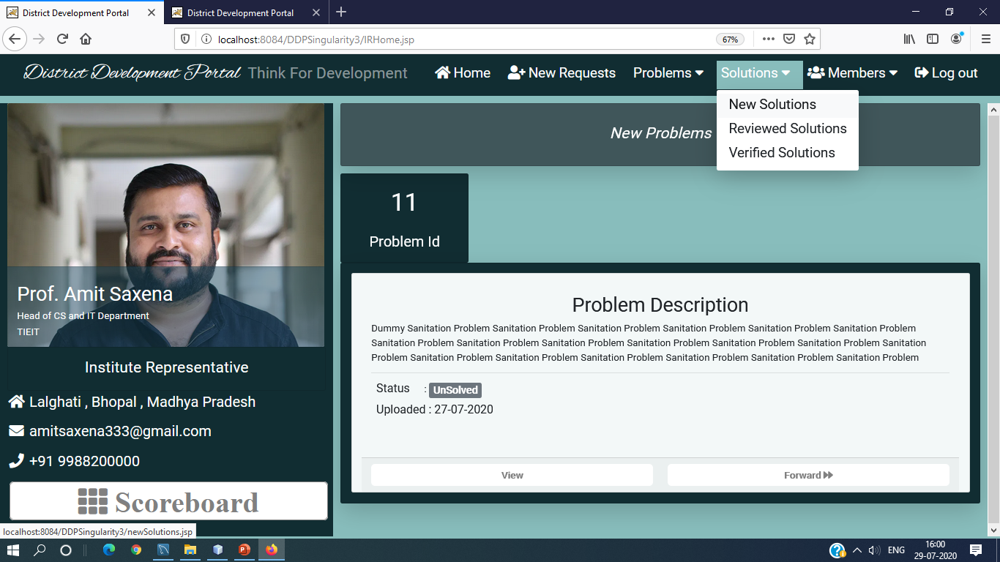 District Development Portal
District Development Portal
localhost:8084/DDPSingularity3/IRHome.jsp
67%
District Development Portal Think For Development Home New Requests Problems Solutions Members Log out
New Solutions
Reviewed Solutions
Verified Solutions
New Problems
11
Problem Id
Prof. Amit Saxena
Head of CS and IT Department
TIEIT
Institute Representative
Lalghati , Bhopal , Madhya Pradesh
amitsaxena333@gmail.com
+91 9988200000
Scoreboard
Problem Description
Dummy Sanitation Problem Sanitation Problem Sanitation Problem Sanitation Problem Sanitation Problem Sanitation Problem
Sanitation Problem Sanitation Problem Sanitation Problem Sanitation Problem Sanitation Problem Sanitation Problem Sanitation
Problem Sanitation Problem Sanitation Problem Sanitation Problem Sanitation Problem Sanitation Problem Sanitation Problem
Status : UnSolved
Uploaded : 27-07-2020
View
Forward
localhost:8084/DDPSingularity3/newSolutions.jsp
ENG
16:00
29-07-2020